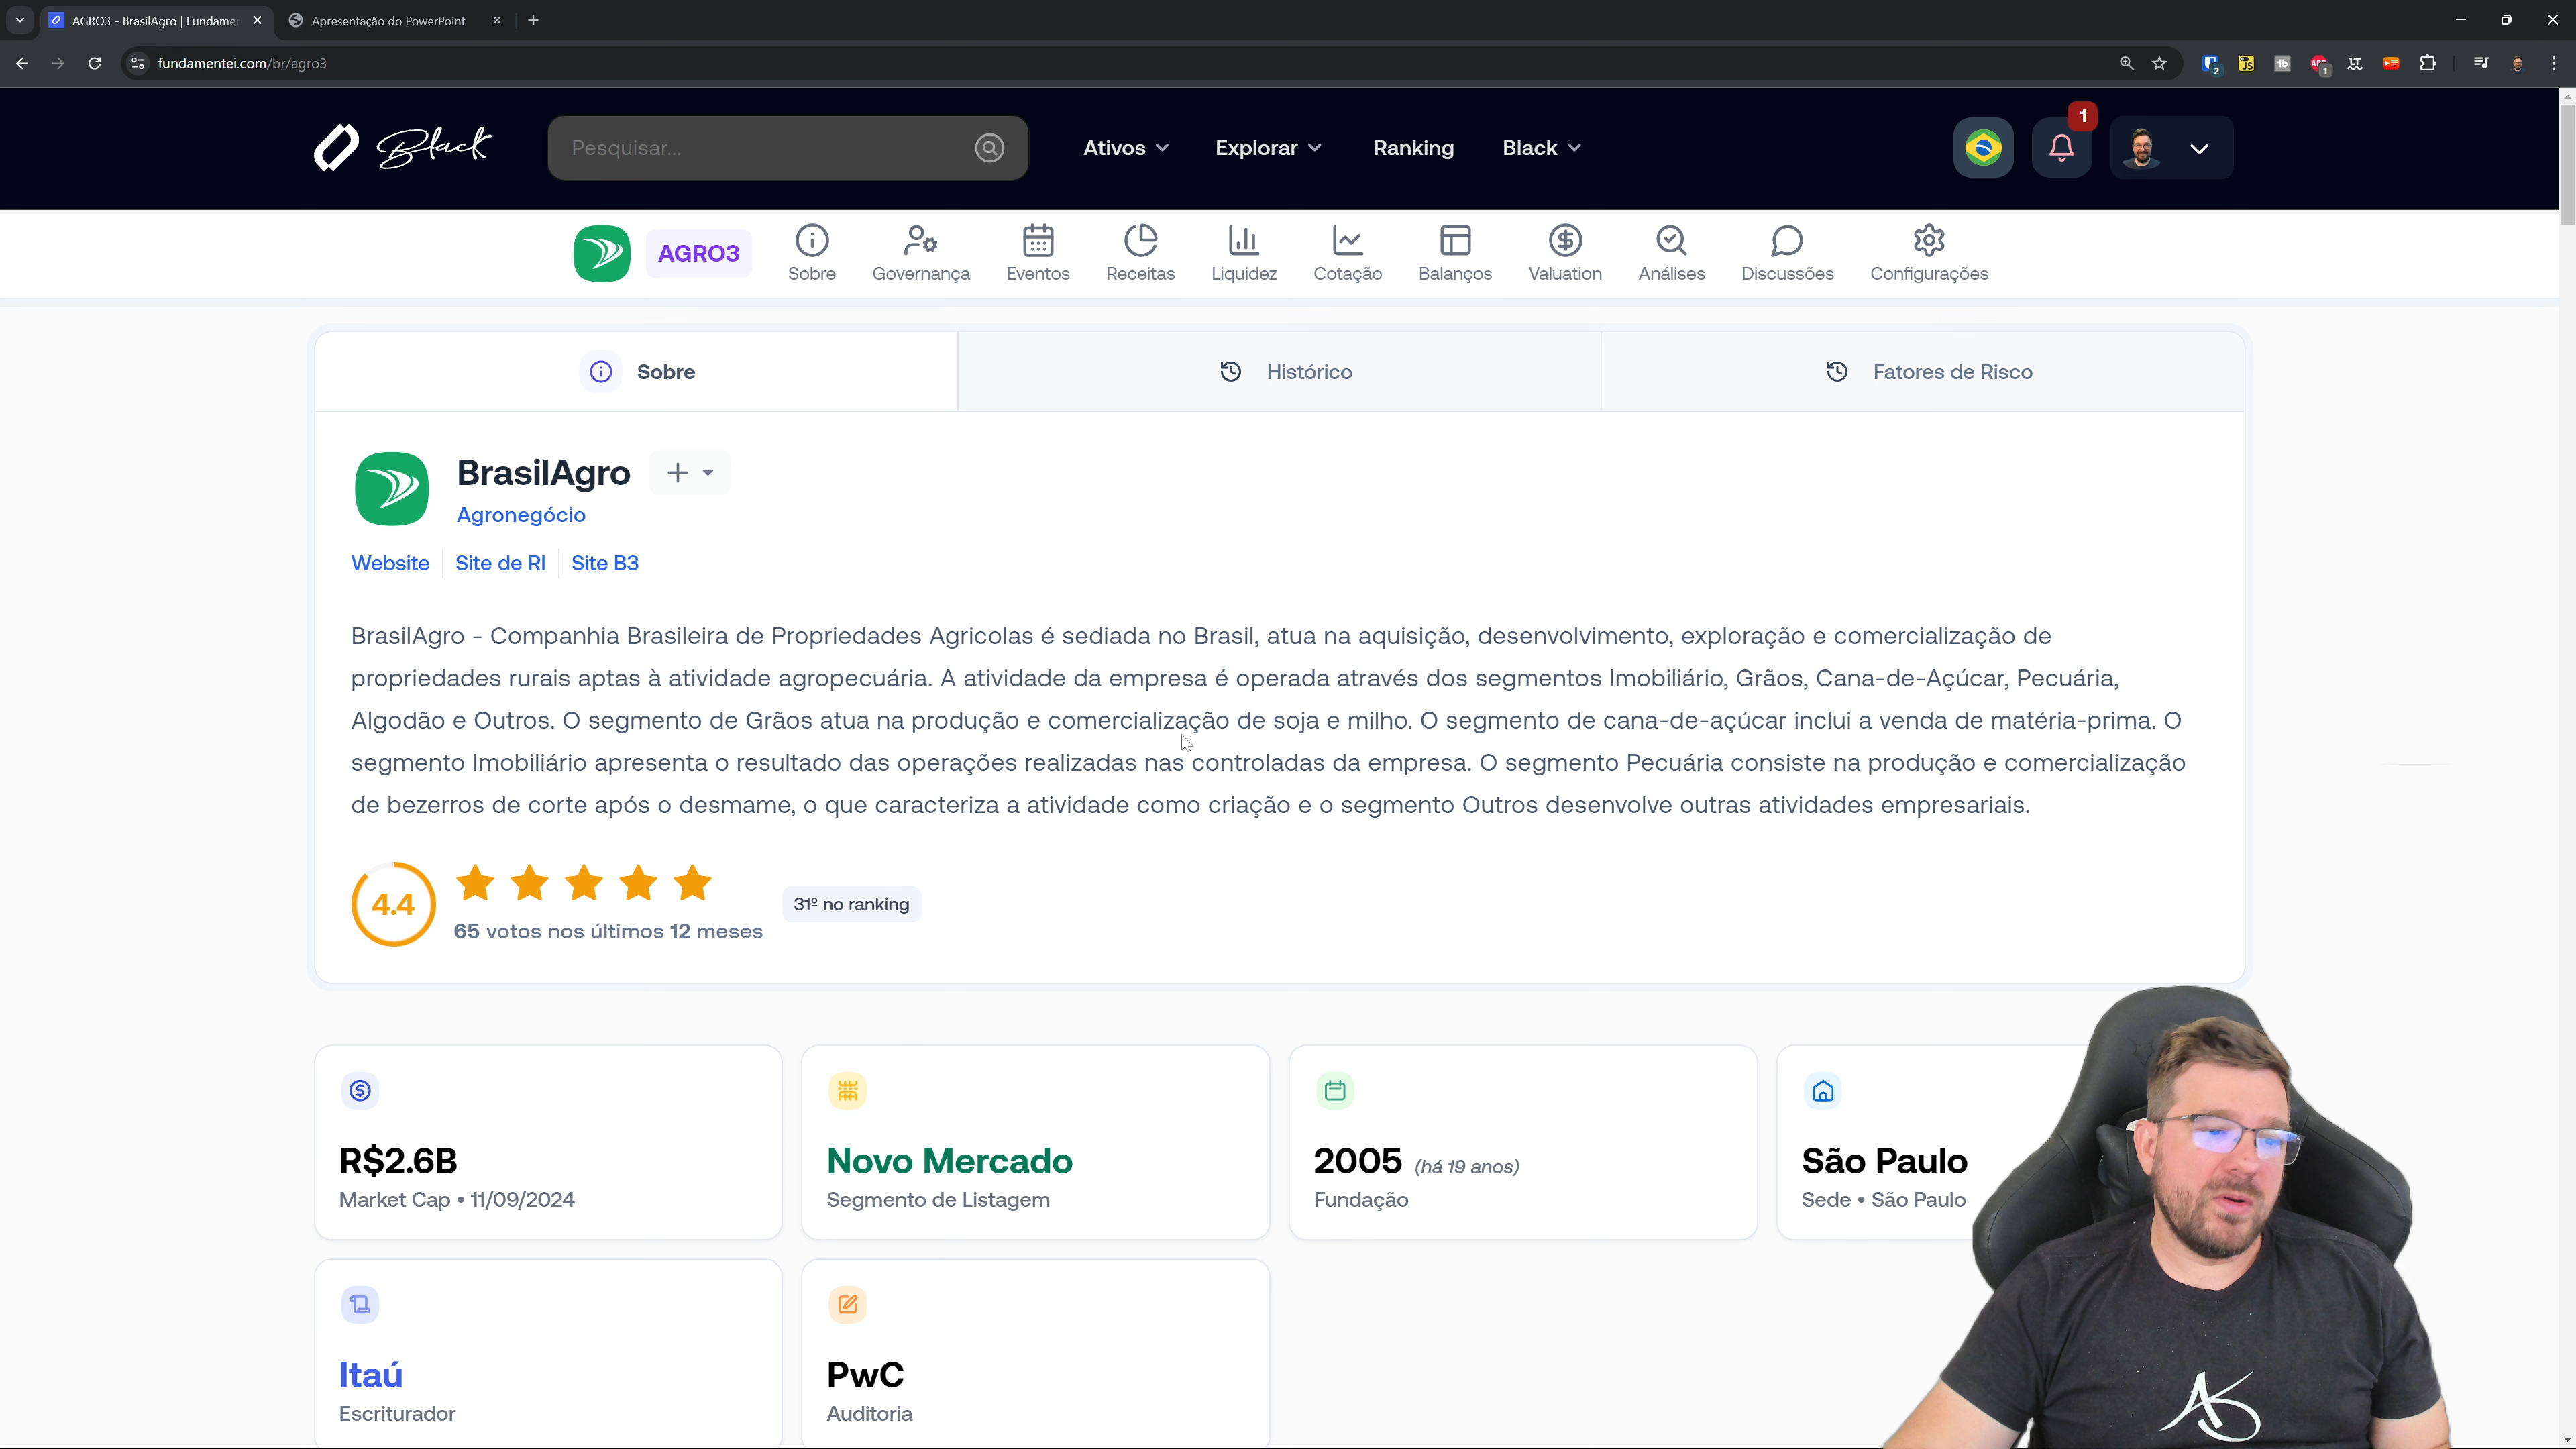 AGRO3 - BrasilAgro | Fundamen
Apresentação do PowerPoint
fundamentei.com/br/agro3
2
JS
tb
ABP
1
Black
Pesquisar...
Ativos
Explorar
Ranking
Black
1
AGRO3
Sobre
Governança
Eventos
Receitas
Liquidez
Cotação
Balanços
Valuation
Análises
Discussões
Configurações
Sobre
Histórico
Fatores de Risco
BrasilAgro
Agronegócio
Website
Site de RI
Site B3
BrasilAgro - Companhia Brasileira de Propriedades Agricolas é sediada no Brasil, atua na aquisição, desenvolvimento, exploração e comercialização de
propriedades rurais aptas à atividade agropecuária. A atividade da empresa é operada através dos segmentos Imobiliário, Grãos, Cana-de-Açúcar, Pecuária,
Algodão e Outros. O segmento de Grãos atua na produção e comercialização de soja e milho. O segmento de cana-de-açúcar inclui a venda de matéria-prima. O
segmento Imobiliário apresenta o resultado das operações realizadas nas controladas da empresa. O segmento Pecuária consiste na produção e comercialização
de bezerros de corte após o desmame, o que caracteriza a atividade como criação e o segmento Outros desenvolve outras atividades empresariais.
4.4
65 votos nos últimos 12 meses
31º no ranking
R$2.6B
Market Cap • 11/09/2024
Novo Mercado
Segmento de Listagem
2005 (há 19 anos)
Fundação
São Paulo
Sede • São Paulo
Itaú
Escriturador
PwC
Auditoria